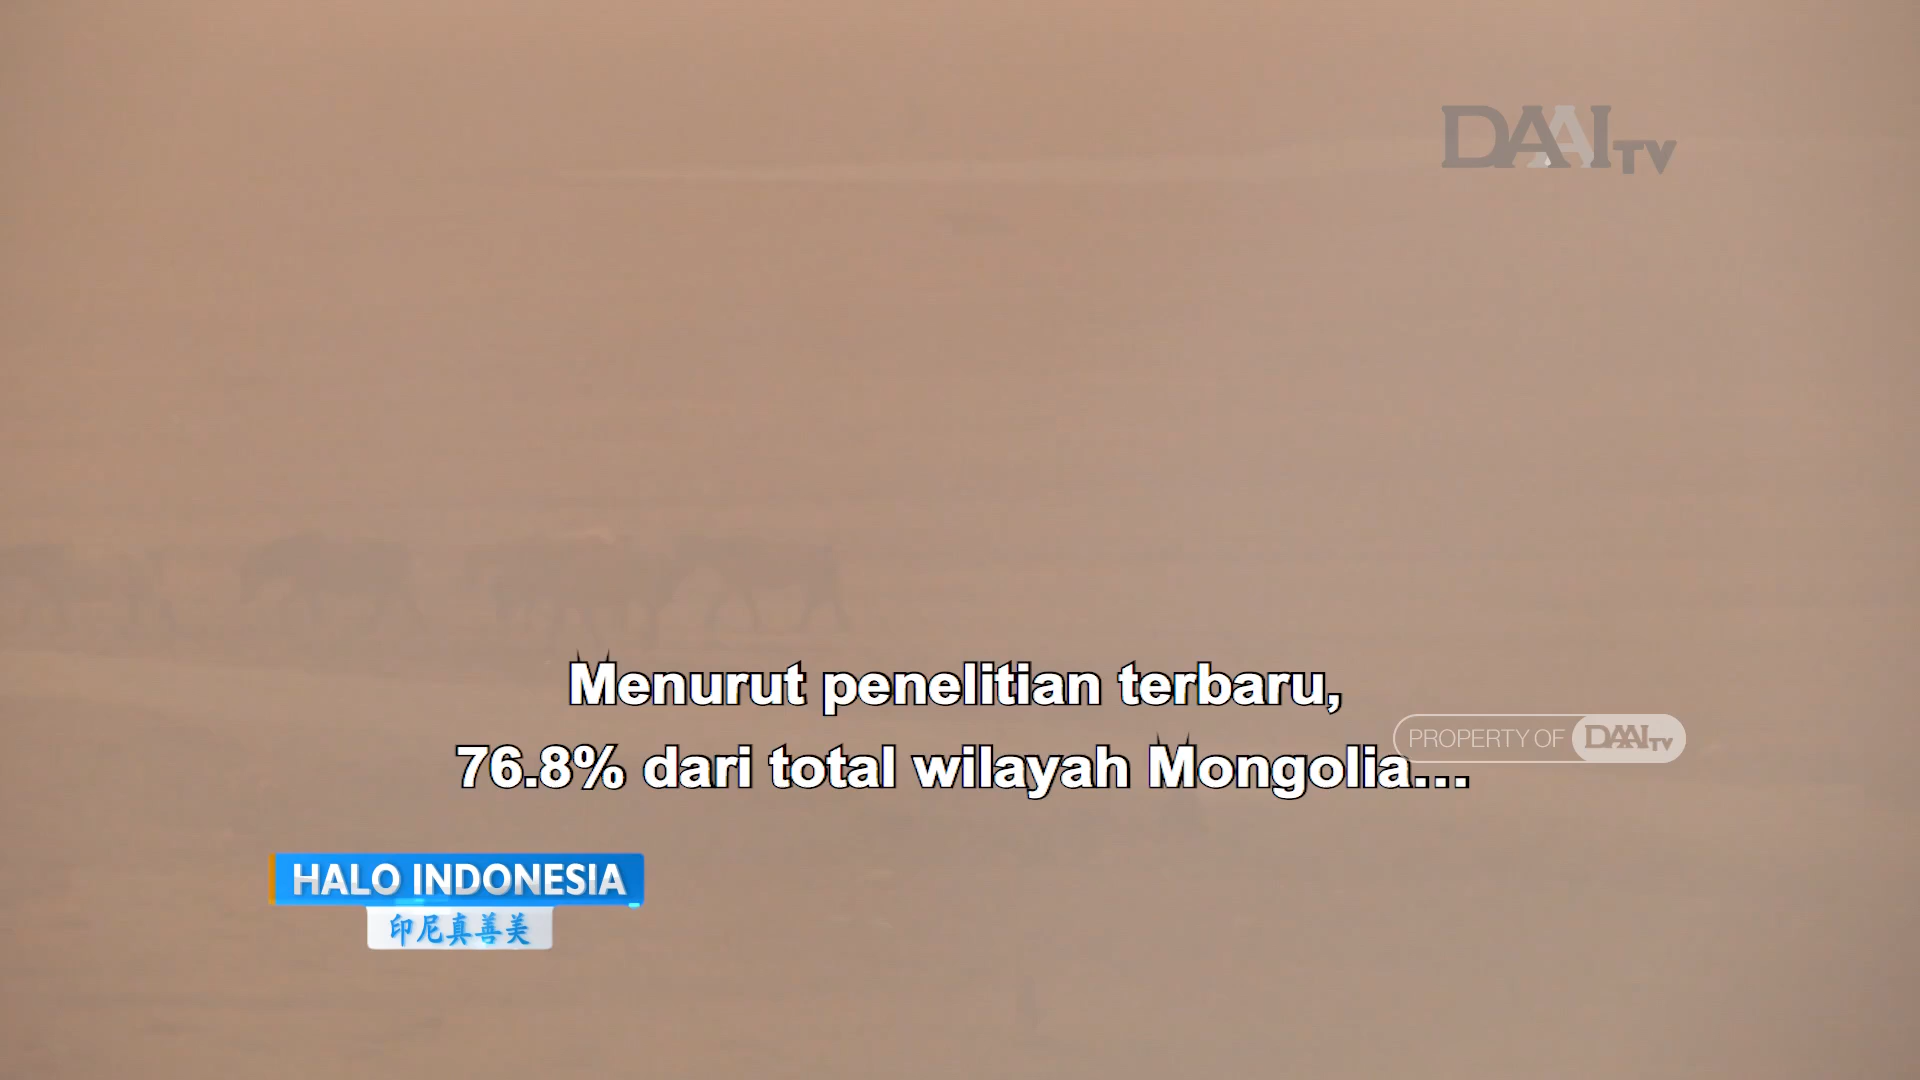 DAAI TV
Menurut penelitian terbaru,
PROPERTY OF DAAI TV
76.8% dari total wilayah Mongolia...
HALO INDONESIA
印尼真善美